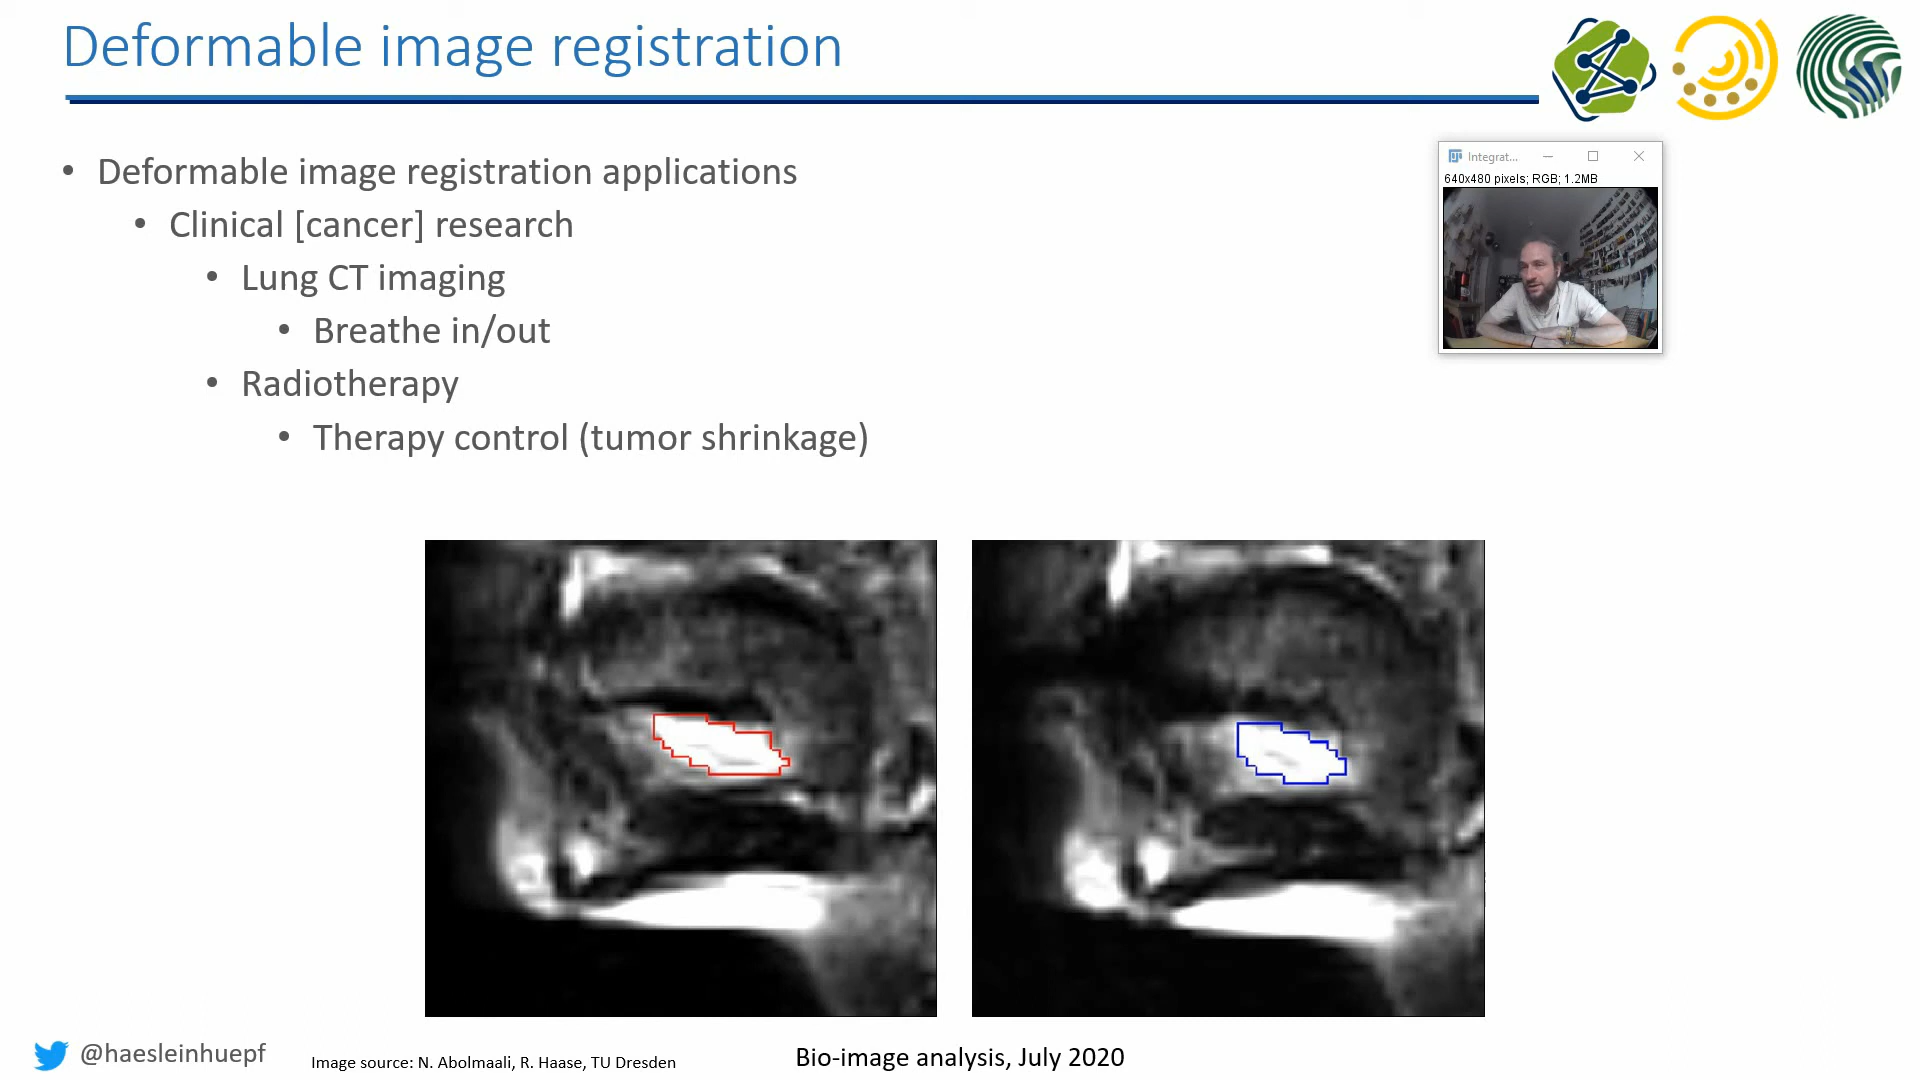 Deformable image registration
• Deformable image registration applications
• Clinical [cancer] research
• Lung CT imaging
• Breathe in/out
• Radiotherapy
• Therapy control (tumor shrinkage)
Integrat...
640x480 pixels; RGB; 1.2MB
@haesleinhuepf
Image source: N. Abolmaali, R. Haase, TU Dresden
Bio-image analysis, July 2020